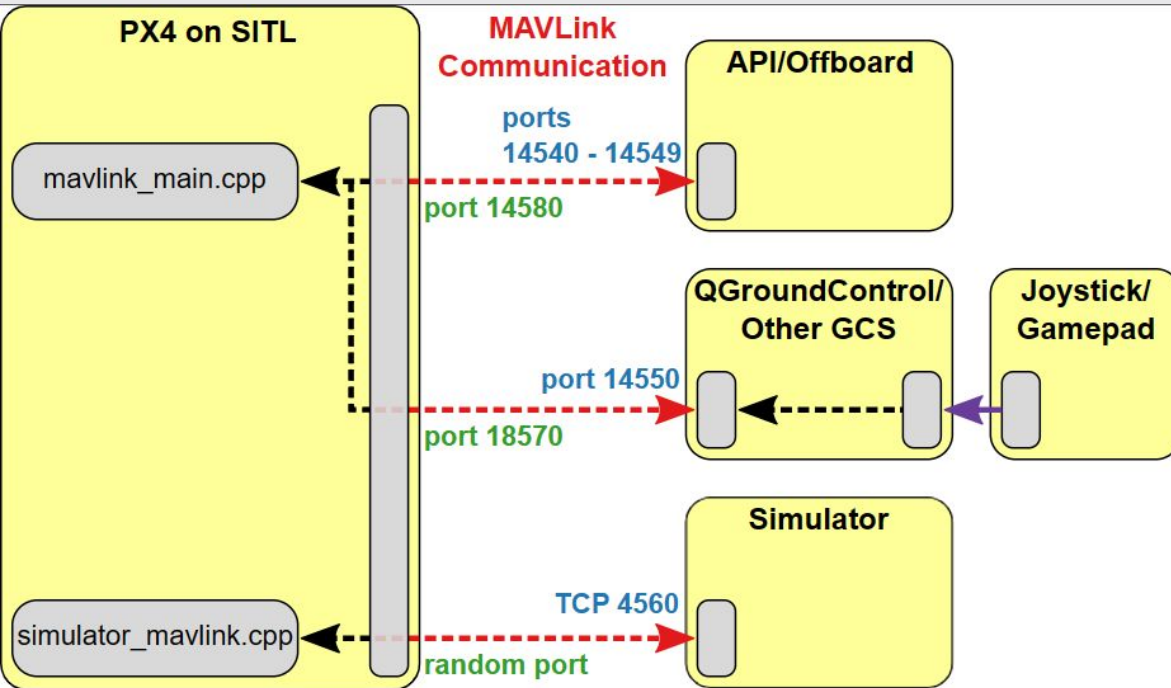 PX4 on SITL
MAVLink
Communication
API/Offboard
ports
14540 - 14549
mavlink_main.cpp
port 14580
QGroundControl/
Other GCS
Joystick/
Gamepad
port 14550
port 18570
Simulator
TCP 4560
simulator_mavlink.cpp
random port